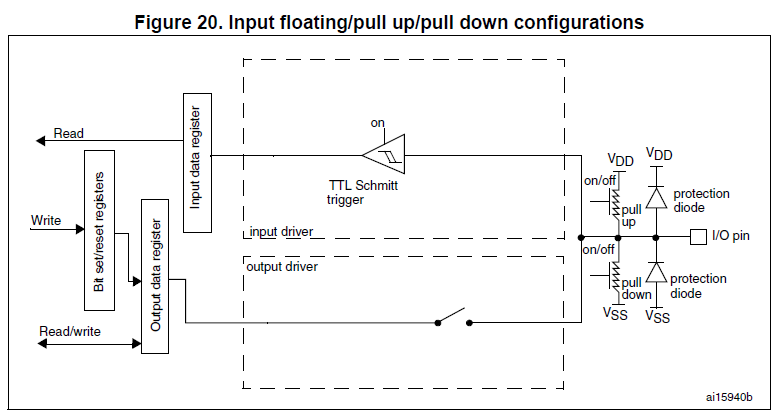 Figure 20. Input floating/pull up/pull down configurations
Read
Bit set/reset registers
Write
Read/write
Input data register
Output data register
on
TTL Schmitt
trigger
input driver
output driver
VDD
VDD
on/off
pull
up
protection
diode
I/O pin
on/off
pull
down
protection
diode
VSS
VSS
ai15940b